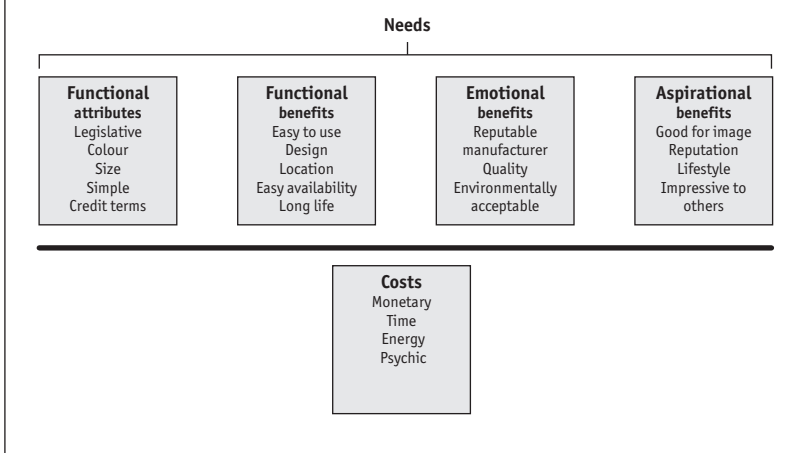 Needs
Functional
attributes
Legislative
Colour
Size
Simple
Credit terms
Functional
benefits
Easy to use
Design
Location
Easy availability
Long life
Emotional
benefits
Reputable
manufacturer
Quality
Environmentally
acceptable
Aspirational
benefits
Good for image
Reputation
Lifestyle
Impressive to
others
Costs
Monetary
Time
Energy
Psychic